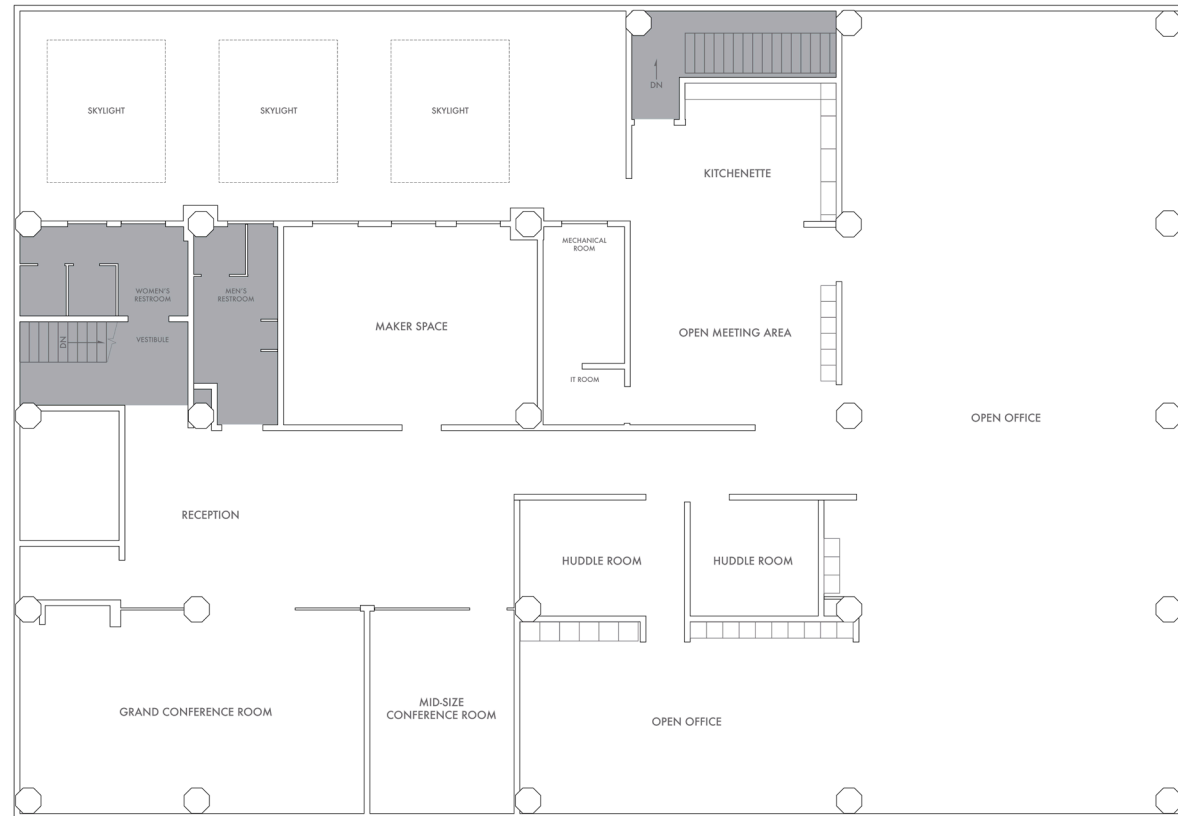 DN
SKYLIGHT
SKYLIGHT
SKYLIGHT
KITCHENETTE
MECHANICAL
ROOM
WOMEN'S
RESTROOM
MEN'S
RESTROOM
MAKER SPACE
OPEN MEETING AREA
DN
VESTIBULE
IT ROOM
OPEN OFFICE
RECEPTION
HUDDLE ROOM
HUDDLE ROOM
GRAND CONFERENCE ROOM
MID-SIZE
CONFERENCE ROOM
OPEN OFFICE